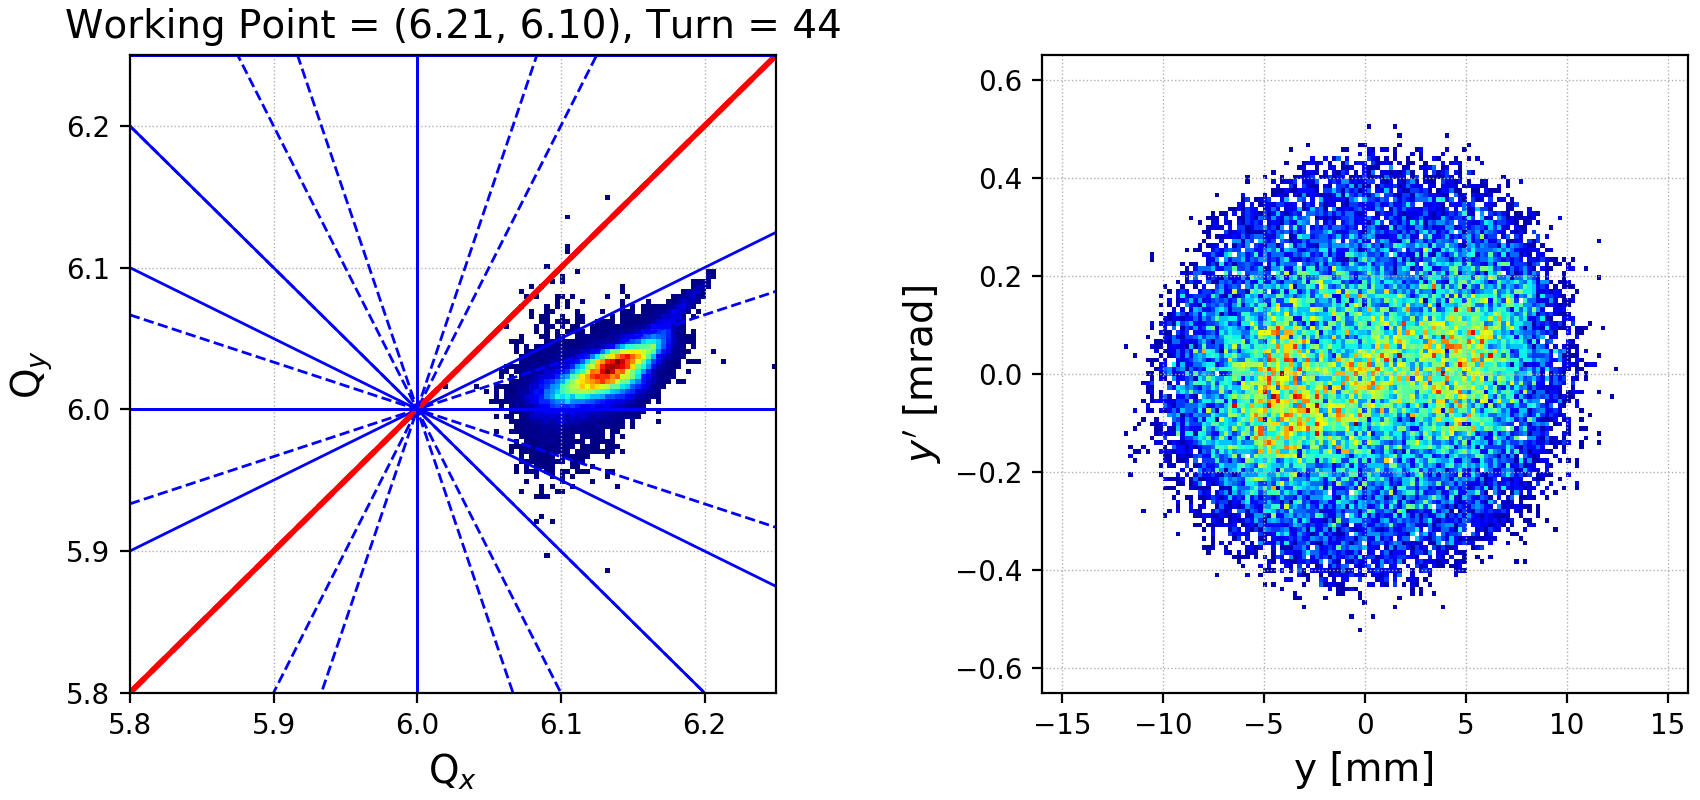 Working Point = (6.21, 6.10), Turn = 44
6.2
6.1
6.0
5.9
5.8
5.8 5.9 6.0 6.1 6.2
Qx
Qy
0.6
0.4
0.2
0.0
−0.2
−0.4
−0.6
−15 −10 −5 0 5 10 15
y [mm]
y′ [mrad]